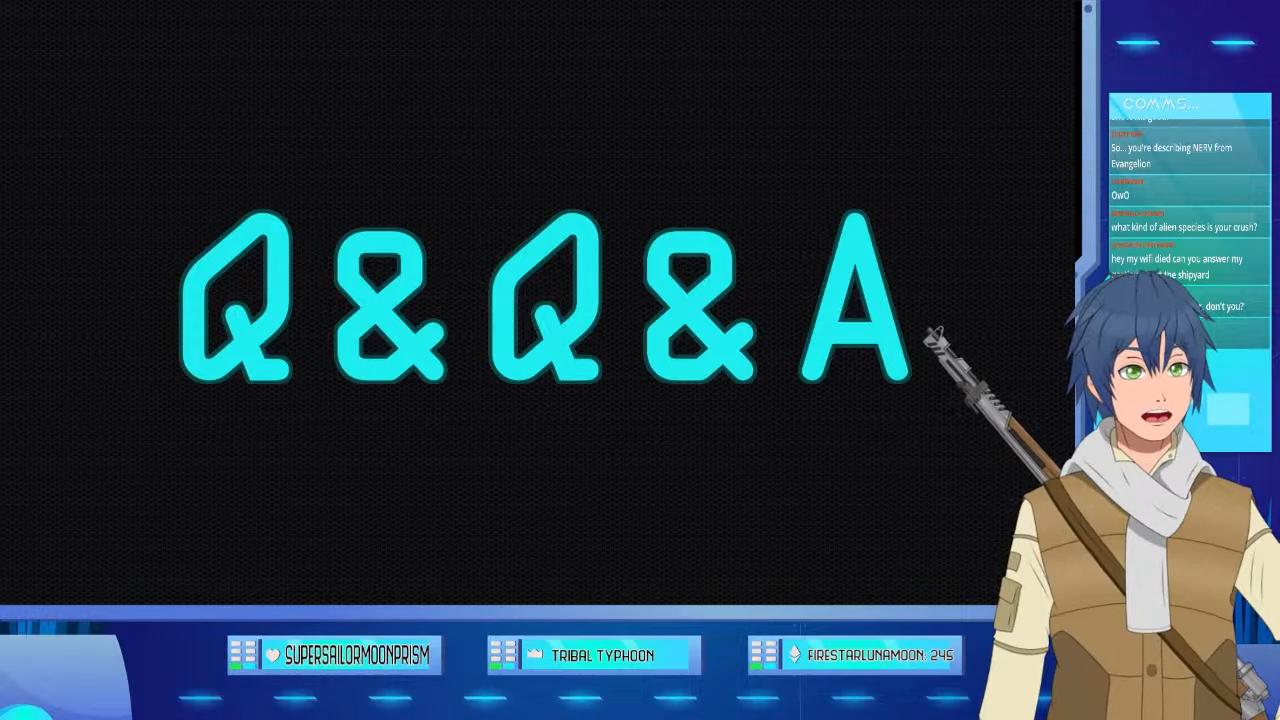 Q & Q & A
COMMS...
So... you're describing NERV from
Evangelion
OwO
what kind of alien species is your crush?
hey my wifi died can you answer my
the shipyard
, don't you?
SUPERSAILORMOONPRISM
TRIBAL TYPHOON
FIRESTARLUNAMOON: 245